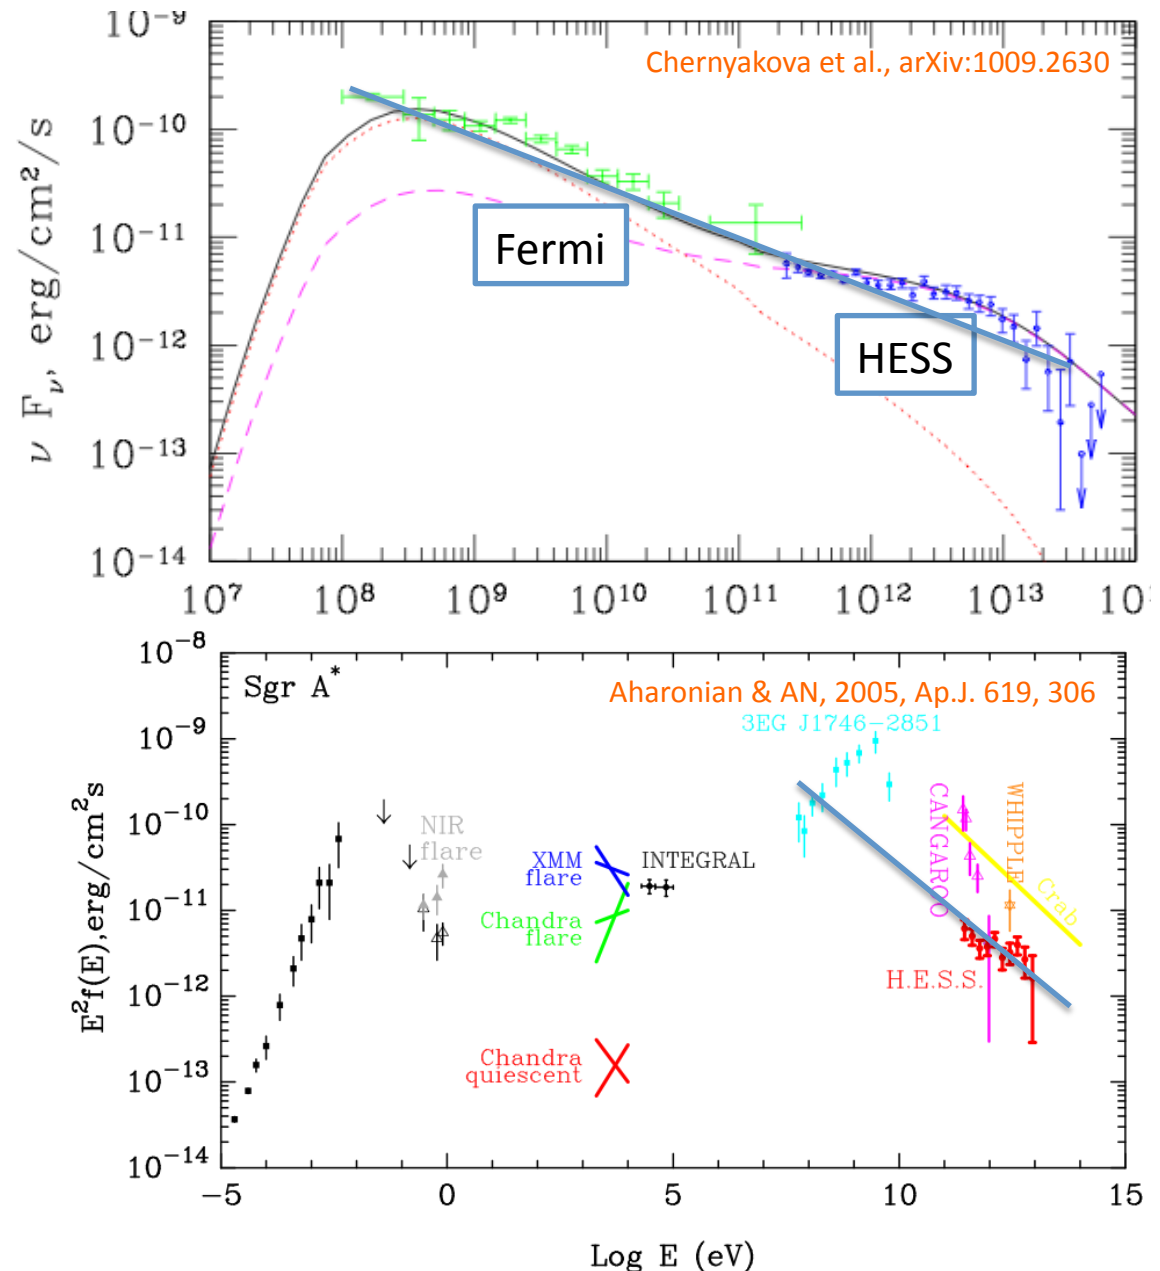 10⁻⁹
Chernyakova et al., arXiv:1009.2630
10⁻¹⁰
10⁻¹¹
10⁻¹²
10⁻¹³
10⁻¹⁴
ν Fν, erg/cm²/s
Fermi
HESS
10⁷ 10⁸ 10⁹ 10¹⁰ 10¹¹ 10¹² 10¹³
10⁻⁸
Sgr A*
Aharonian & AN, 2005, Ap.J. 619, 306
3EG J1746-2851
10⁻⁹
10⁻¹⁰
10⁻¹¹
10⁻¹²
10⁻¹³
10⁻¹⁴
E²f(E),erg/cm²s
NIR
flare
XMM
flare
INTEGRAL
Chandra
flare
Chandra
quiescent
CANGAROO
WHIPPLE
Crab
H.E.S.S.
-5 0 5 10 15
Log E (eV)